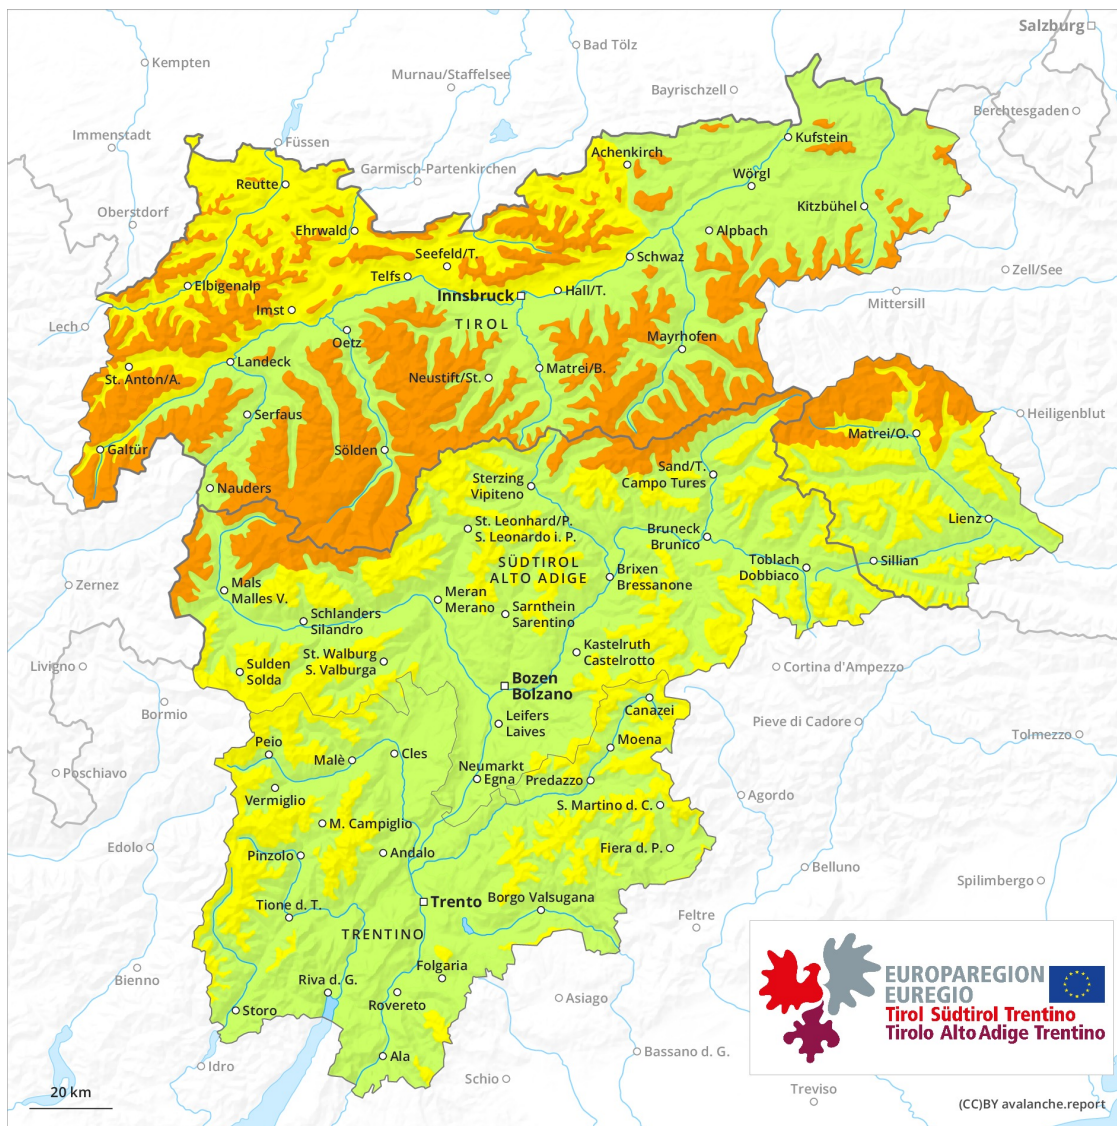 Salzburg
Bad Tölz
Kempten
Murnau/Staffelsee
Bayrischzell
Berchtesgaden
Immenstadt
Füssen
Kufstein
Achenkirch
Garmisch-Partenkirchen
Wörgl
Reutte
Oberstdorf
Kitzbühel
Ehrwald
Alpbach
Seefeld/T.
Schwaz
Telfs
Zell/See
Elbigenalp
Innsbruck
Hall/T.
Mittersill
Imst
Lech
TIROL
Oetz
Mayrhofen
Landeck
Matrei/B.
St. Anton/A.
Neustift/St.
Serfaus
Heiligenblut
Matrei/O.
Galtür
Sölden
Sand/T.
Campo Tures
Sterzing
Vipiteno
Nauders
Lienz
St. Leonhard/P.
S. Leonardo i. P.
Bruneck
Brunico
SÜDTIROL
ALTO ADIGE
Toblach
Dobbiaco
Sillian
Brixen
Bressanone
Zernez
Mals
Malles V.
Meran
Merano
Sarnthein
Sarentino
Schlanders
Silandro
Kastelruth
Castelrotto
St. Walburg
S. Valburga
Livigno
Sulden
Solda
Cortina d'Ampezzo
Bozen
Bolzano
Bormio
Canazei
Leifers
Laives
Pieve di Cadore
Tolmezzo
Peio
Moena
Malè
Cles
Poschiavo
Neumarkt
Egna
Predazzo
Vermiglio
Agordo
S. Martino d. C.
M. Campiglio
Edolo
Pinzolo
Andalo
Fiera d. P.
Belluno
Spilimbergo
Trento
Borgo Valsugana
Tione d. T.
Feltre
TRENTINO
Bienno
Folgaria
Riva d. G.
Rovereto
Asiago
Storo
EUROPAREGION
EUREGIO
Tirol Südtirol Trentino
Tirolo Alto Adige Trentino
Ala
Bassano d. G.
Idro
Schio
Treviso
20 km
(CC)BY avalanche.report